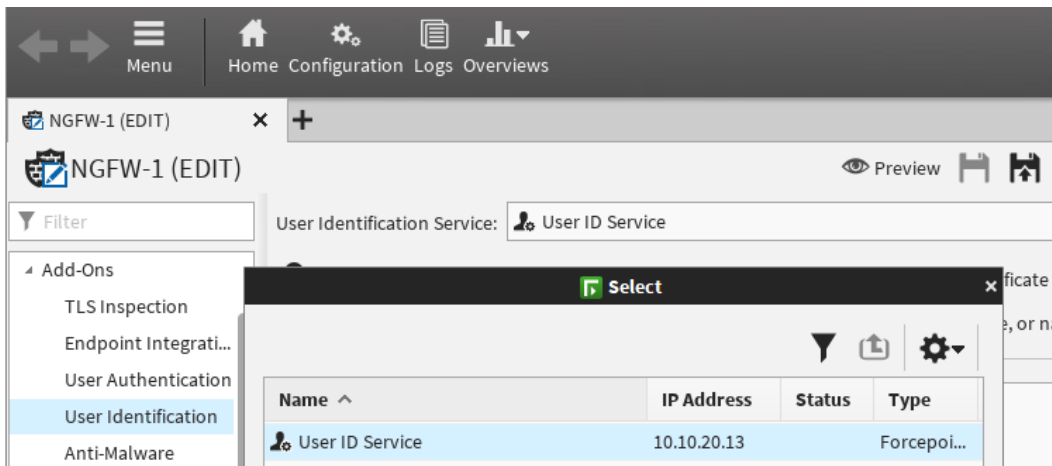 Menu
Home Configuration Logs Overviews
NGFW-1 (EDIT)
NGFW-1 (EDIT)
Preview
Filter
User Identification Service: User ID Service
Add-Ons
TLS Inspection
Endpoint Integrati...
User Authentication
User Identification
Anti-Malware
Select
Name IP Address Status Type
User ID Service 10.10.20.13 Forcepoi...